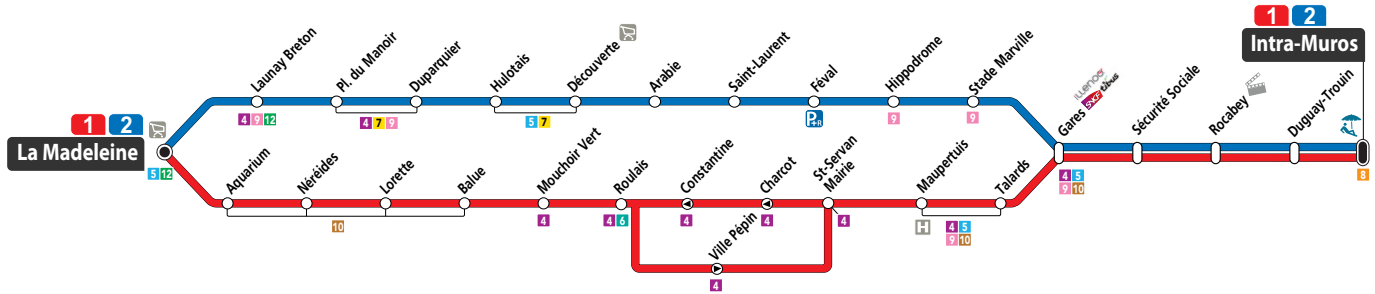 1 2
Intra-Muros
Launay Breton
Pl. du Manoir
Duparquier
Hulotais
Découverte
Arabie
Saint-Laurent
Féval
Hippodrome
Stade Marville
Gares
illenoo
SNCF
tibus
Sécurité Sociale
Rocabey
Duguay-Trouin
4 9 12
4 7 9
5 7
P+R
9
9
1 2
La Madeleine
5 12
Aquarium
Néréides
Lorette
Balue
Mouchoir Vert
Roulais
Constantine
Charcot
St-Servan
Mairie
Maupertuis
Talards
4 5
9 10
8
10
4
4 6
4
4
4
H
4 5
9 10
Ville Pépin
4